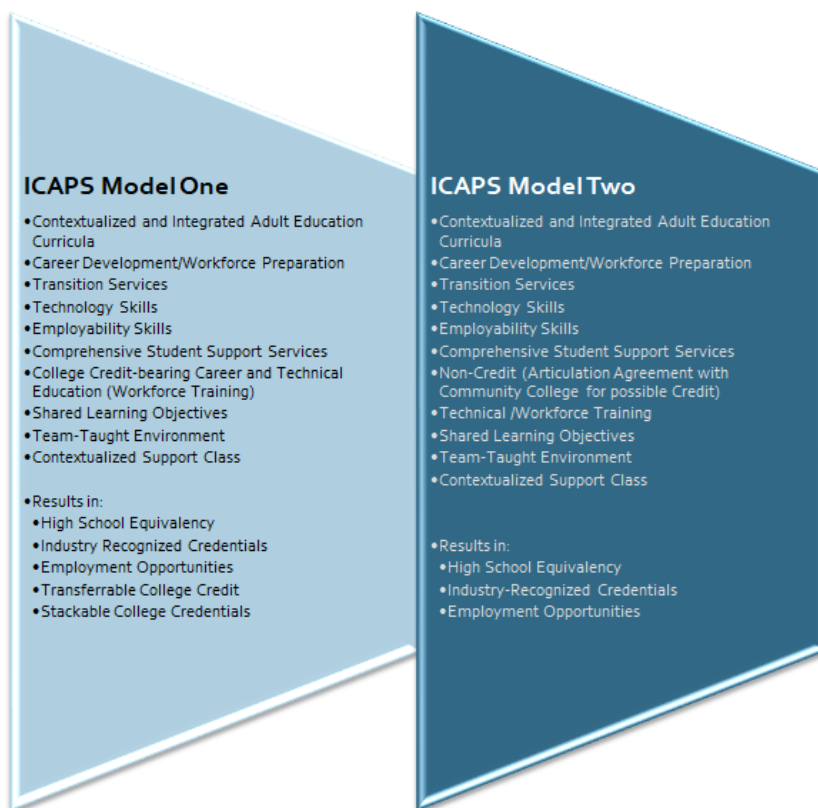 ICAPS Model One
•Contextualized and Integrated Adult Education
Curricula
•Career Development/Workforce Preparation
•Transition Services
•Technology Skills
•Employability Skills
•Comprehensive Student Support Services
•College Credit-bearing Career and Technical
Education (Workforce Training)
•Shared Learning Objectives
•Team-Taught Environment
•Contextualized Support Class
•Results in:
•High School Equivalency
•Industry Recognized Credentials
•Employment Opportunities
•Transferrable College Credit
•Stackable College Credentials
ICAPS Model Two
•Contextualized and Integrated Adult Education
Curricula
•Career Development/Workforce Preparation
•Transition Services
•Technology Skills
•Employability Skills
•Comprehensive Student Support Services
•Non-Credit (Articulation Agreement with
Community College for possible Credit)
•Technical /Workforce Training
•Shared Learning Objectives
•Team-Taught Environment
•Contextualized Support Class
•Results in:
•High School Equivalency
•Industry-Recognized Credentials
•Employment Opportunities